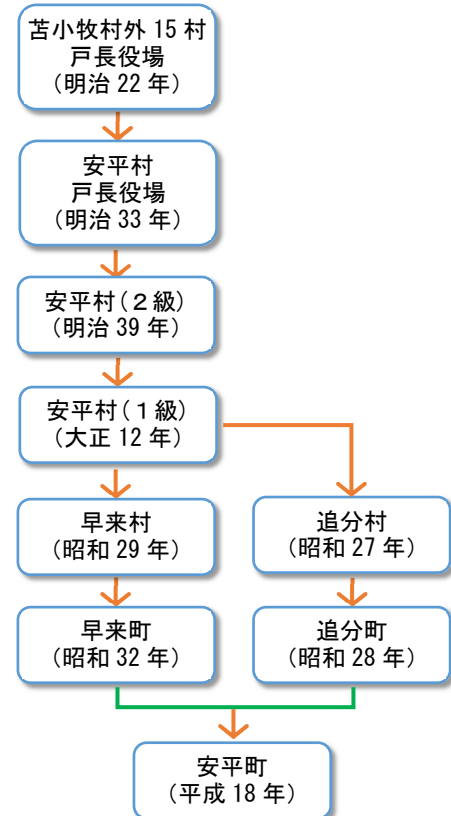 苫小牧村外 15 村
戸長役場
（明治 22 年）
安平村
戸長役場
（明治 33 年）
安平村（２級）
（明治 39 年）
安平村（１級）
（大正 12 年）
早来村
（昭和 29 年）
追分村
（昭和 27 年）
早来町
（昭和 32 年）
追分町
（昭和 28 年）
安平町
（平成 18 年）